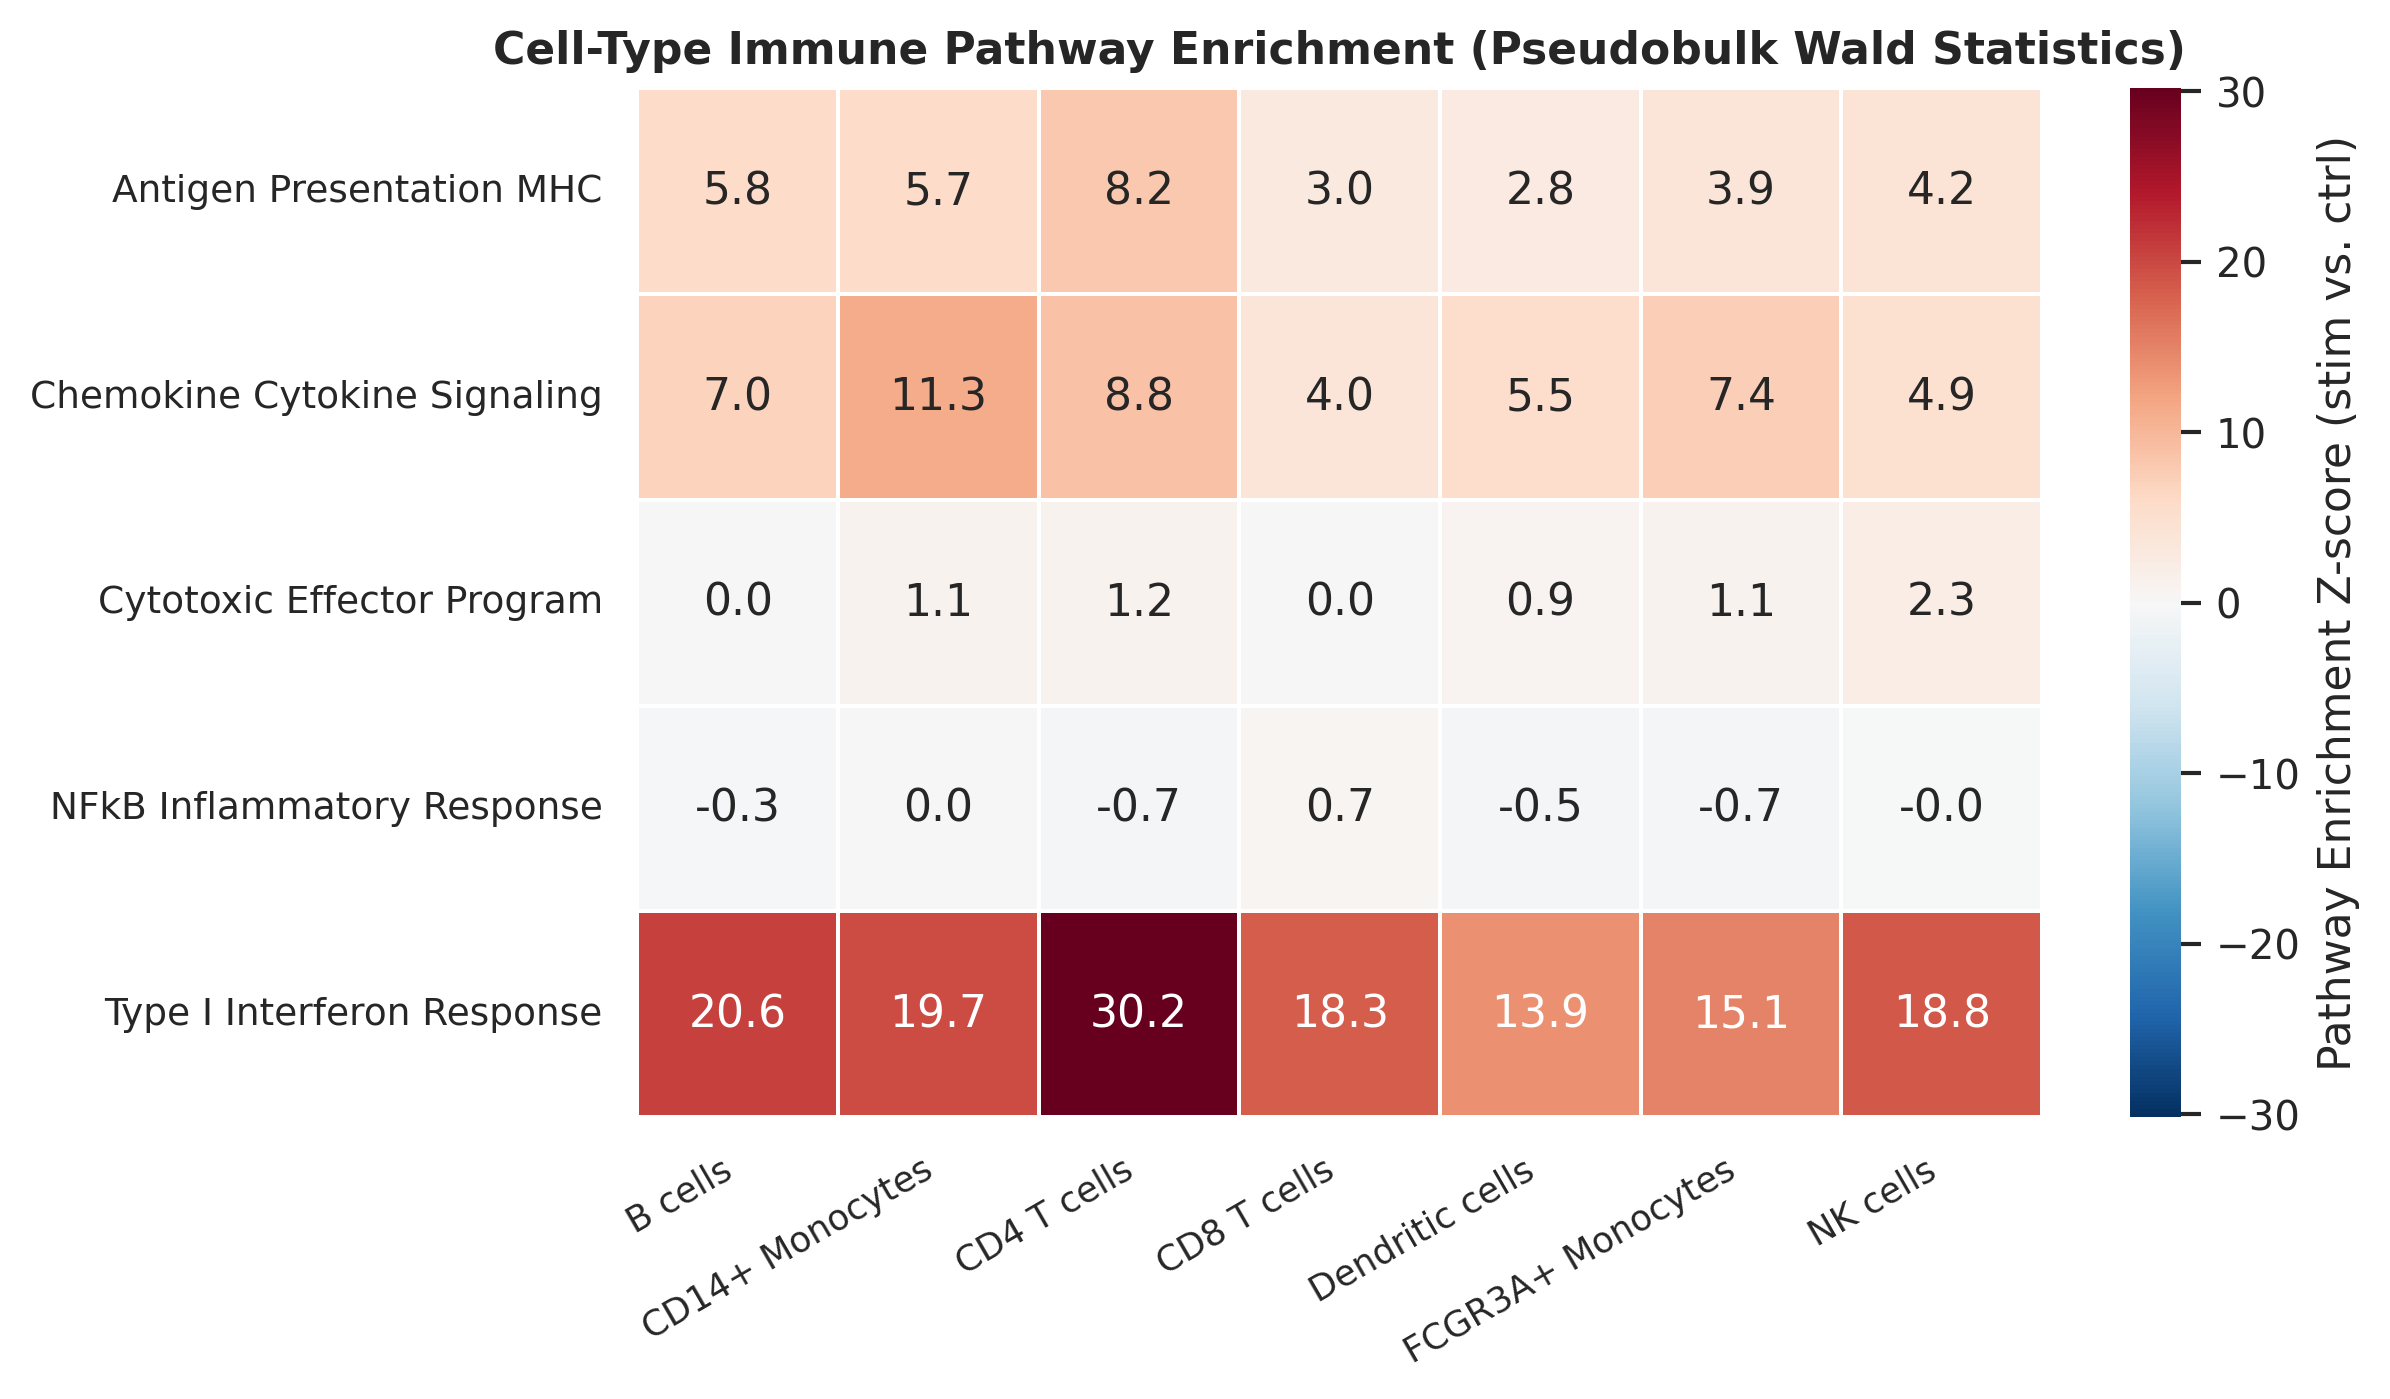 Cell-Type Immune Pathway Enrichment (Pseudobulk Wald Statistics)
Antigen Presentation MHC 5.8 5.7 8.2 3.0 2.8 3.9 4.2
Chemokine Cytokine Signaling 7.0 11.3 8.8 4.0 5.5 7.4 4.9
Cytotoxic Effector Program 0.0 1.1 1.2 0.0 0.9 1.1 2.3
NFkB Inflammatory Response -0.3 0.0 -0.7 0.7 -0.5 -0.7 -0.0
Type I Interferon Response 20.6 19.7 30.2 18.3 13.9 15.1 18.8
B cells
CD14+ Monocytes
CD4 T cells
CD8 T cells
Dendritic cells
FCGR3A+ Monocytes
NK cells
30
20
10
0
−10
−20
−30
Pathway Enrichment Z-score (stim vs. ctrl)